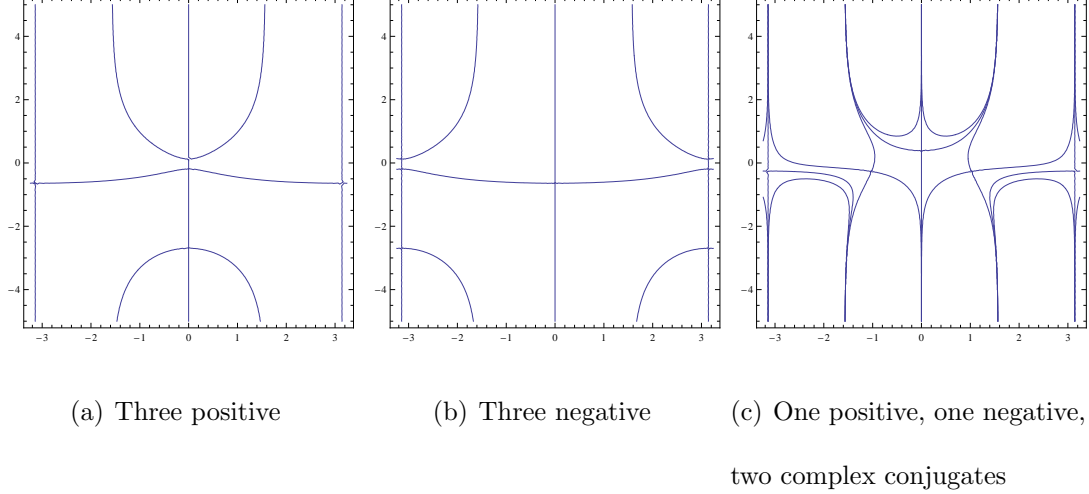 4
2
0
−2
−4
−3 −2 −1 0 1 2 3
4
2
0
−2
−4
−3 −2 −1 0 1 2 3
4
2
0
−2
−4
−3 −2 −1 0 1 2 3
(a) Three positive
(b) Three negative
(c) One positive, one negative,
two complex conjugates